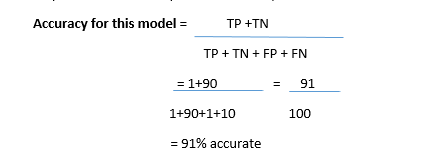 Accuracy for this model = TP +TN
TP + TN + FP + FN
= 1+90 = 91
1+90+1+10 100
= 91% accurate